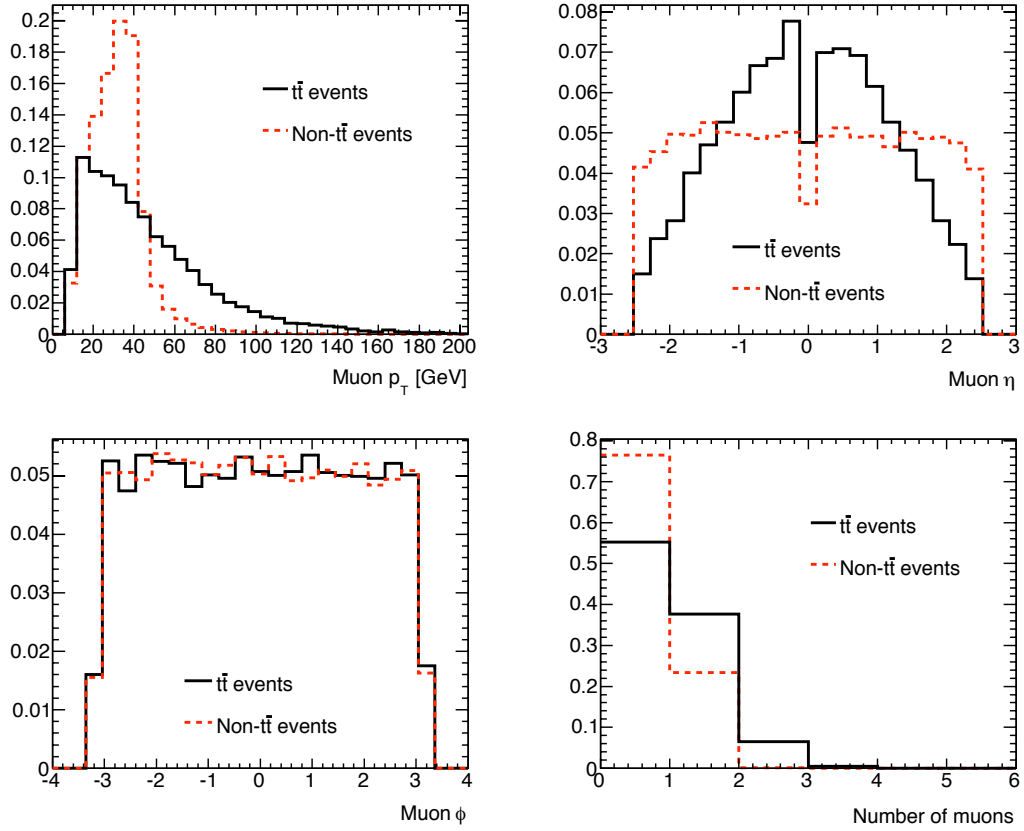 0.2
0.18
0.16
0.14
0.12
0.1
0.08
0.06
0.04
0.02
0
tt̄ events
Non-tt̄ events
20 40 60 80 100 120 140 160 180 200
Muon p_T [GeV]
0.08
0.07
0.06
0.05
0.04
0.03
0.02
0.01
0
tt̄ events
Non-tt̄ events
-3 -2 -1 0 1 2 3
Muon η
0.05
0.04
0.03
0.02
0.01
0
tt̄ events
Non-tt̄ events
-4 -3 -2 -1 0 1 2 3 4
Muon ϕ
0.8
0.7
0.6
0.5
0.4
0.3
0.2
0.1
0
tt̄ events
Non-tt̄ events
0 1 2 3 4 5 6
Number of muons